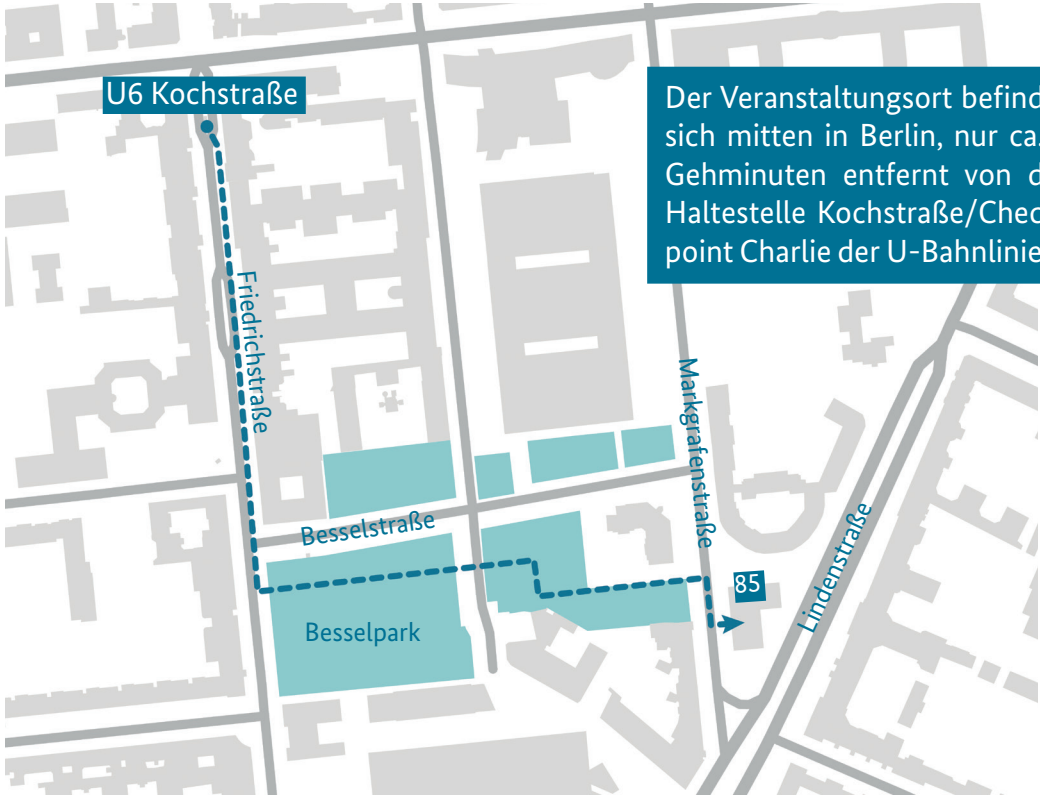 U6 Kochstraße
Der Veranstaltungsort befind
sich mitten in Berlin, nur ca.
Gehminuten entfernt von d
Haltestelle Kochstraße/Chec
point Charlie der U-Bahnlinie
Friedrichstraße
Markgrafenstraße
Besselstraße
Lindenstraße
85
Besselpark